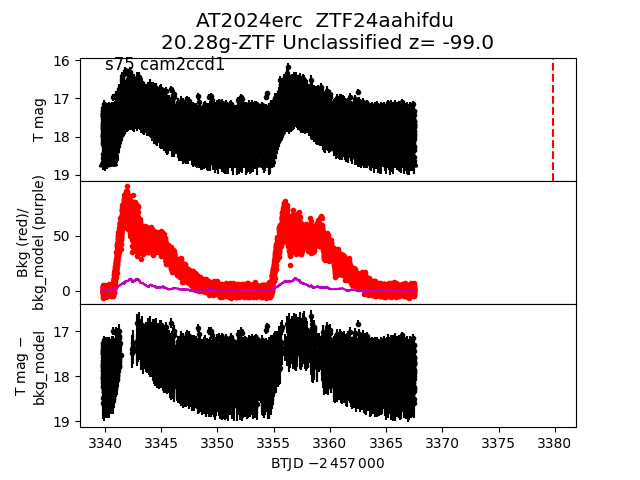 AT2024erc ZTF24aahifdu
20.28g-ZTF Unclassified z= -99.0
s75 cam2ccd1
16
17
18
19
T mag
50
0
Bkg (red)/
bkg_model (purple)
17
18
19
T mag −
bkg_model
3340 3345 3350 3355 3360 3365 3370 3375 3380
BTJD −2 457 000